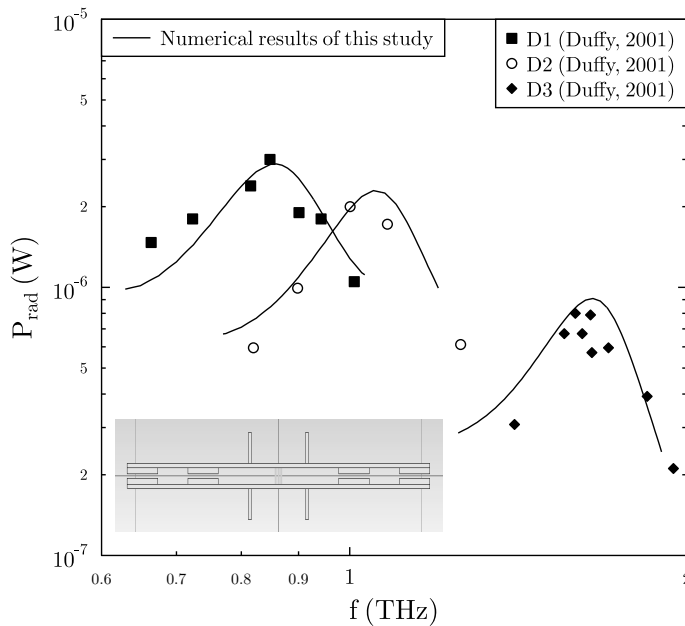 10^-5
Numerical results of this study
D1 (Duffy, 2001)
D2 (Duffy, 2001)
D3 (Duffy, 2001)
5
2
P_rad (W)
10^-6
5
2
10^-7
0.6 0.7 0.8 0.9 1 2
f (THz)